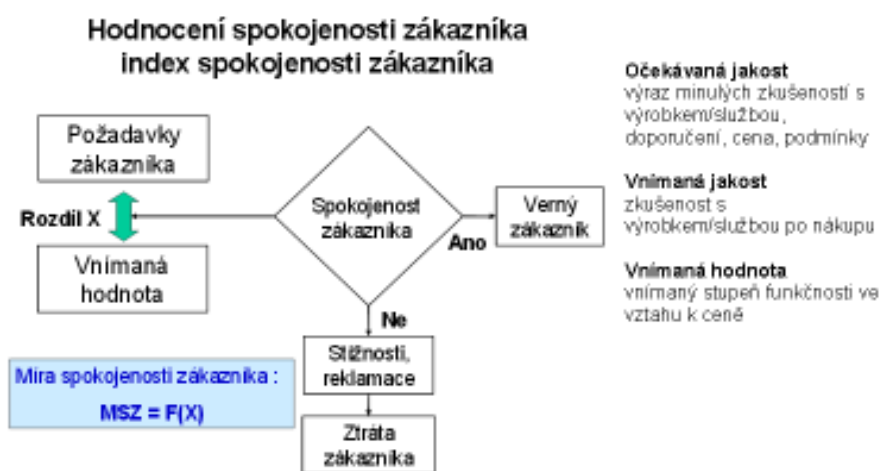 Hodnocení spokojenosti zákazníka
index spokojenosti zákazníka
Požadavky
zákazníka
Rozdíl X
Vnímaná
hodnota
Spokojenost
zákazníka
Ano
Verný
zákazník
Ne
Stížnosti,
reklamace
Ztráta
zákazníka
Míra spokojenosti zákazníka :
MSZ = F(X)
Očekávaná jakost
výraz minulých zkušeností s
výrobkem/službou,
doporučení, cena, podmínky
Vnímaná jakost
zkušenost s
výrobkem/službou po nákupu
Vnímaná hodnota
vnímaný stupeň funkčnosti ve
vztahu k ceně